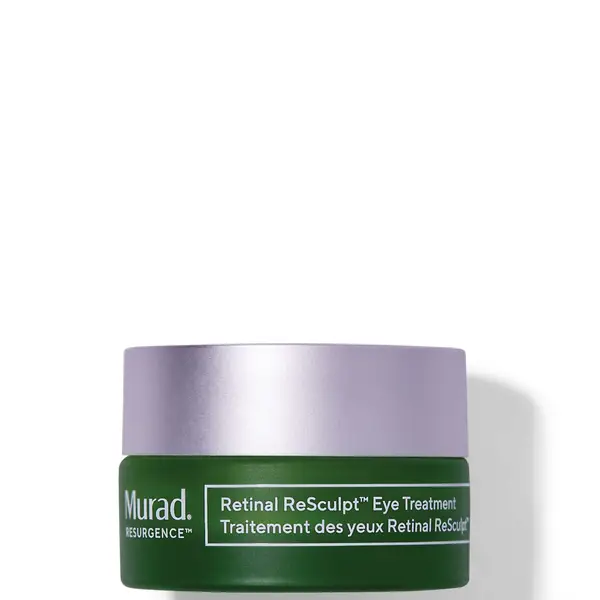 Murad.
RESURGENCE™
Retinal ReSculpt™ Eye Treatment
Traitement des yeux Retinal ReSculpt™